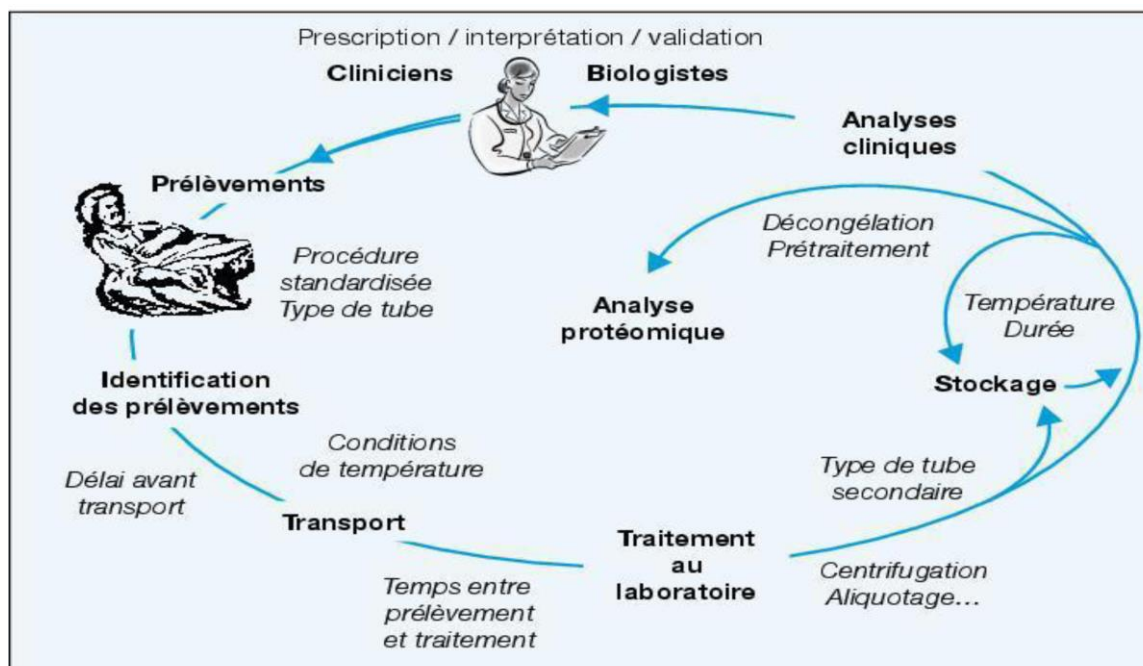 Prescription / interprétation / validation
Cliniciens
Biologistes
Analyses
cliniques
Prélèvements
Décongélation
Prétraitement
Procédure
standardisée
Type de tube
Analyse
protéomique
Température
Durée
Identification
des prélèvements
Stockage
Conditions
de température
Délai avant
transport
Type de tube
secondaire
Transport
Traitement
au
laboratoire
Temps entre
prélèvement
et traitement
Centrifugation
Aliquotage...